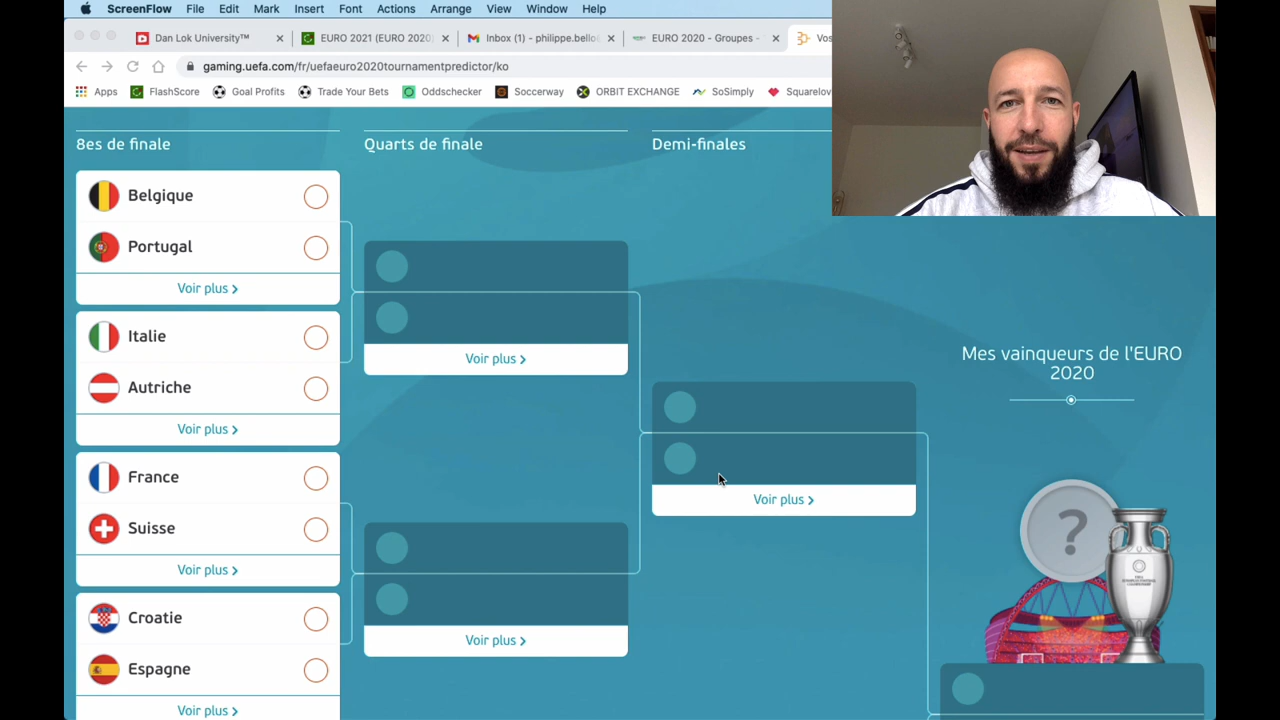 ScreenFlow File Edit Mark Insert Font Actions Arrange View Window Help
Dan Lok University™ EURO 2021 (EURO 2020) Inbox (1) - philippe.bello EURO 2020 - Groupes - Vos
gaming.uefa.com/fr/uefaeuro2020tournamentpredictor/ko
Apps FlashScore Goal Profits Trade Your Bets Oddschecker Soccerway ORBIT EXCHANGE SoSimply Squarelov
8es de finale
Quarts de finale
Demi-finales
Belgique
Portugal
Voir plus >
Italie
Autriche
Voir plus >
France
Suisse
Voir plus >
Croatie
Espagne
Voir plus >
Voir plus >
Voir plus >
Voir plus >
Mes vainqueurs de l'EURO
2020
?